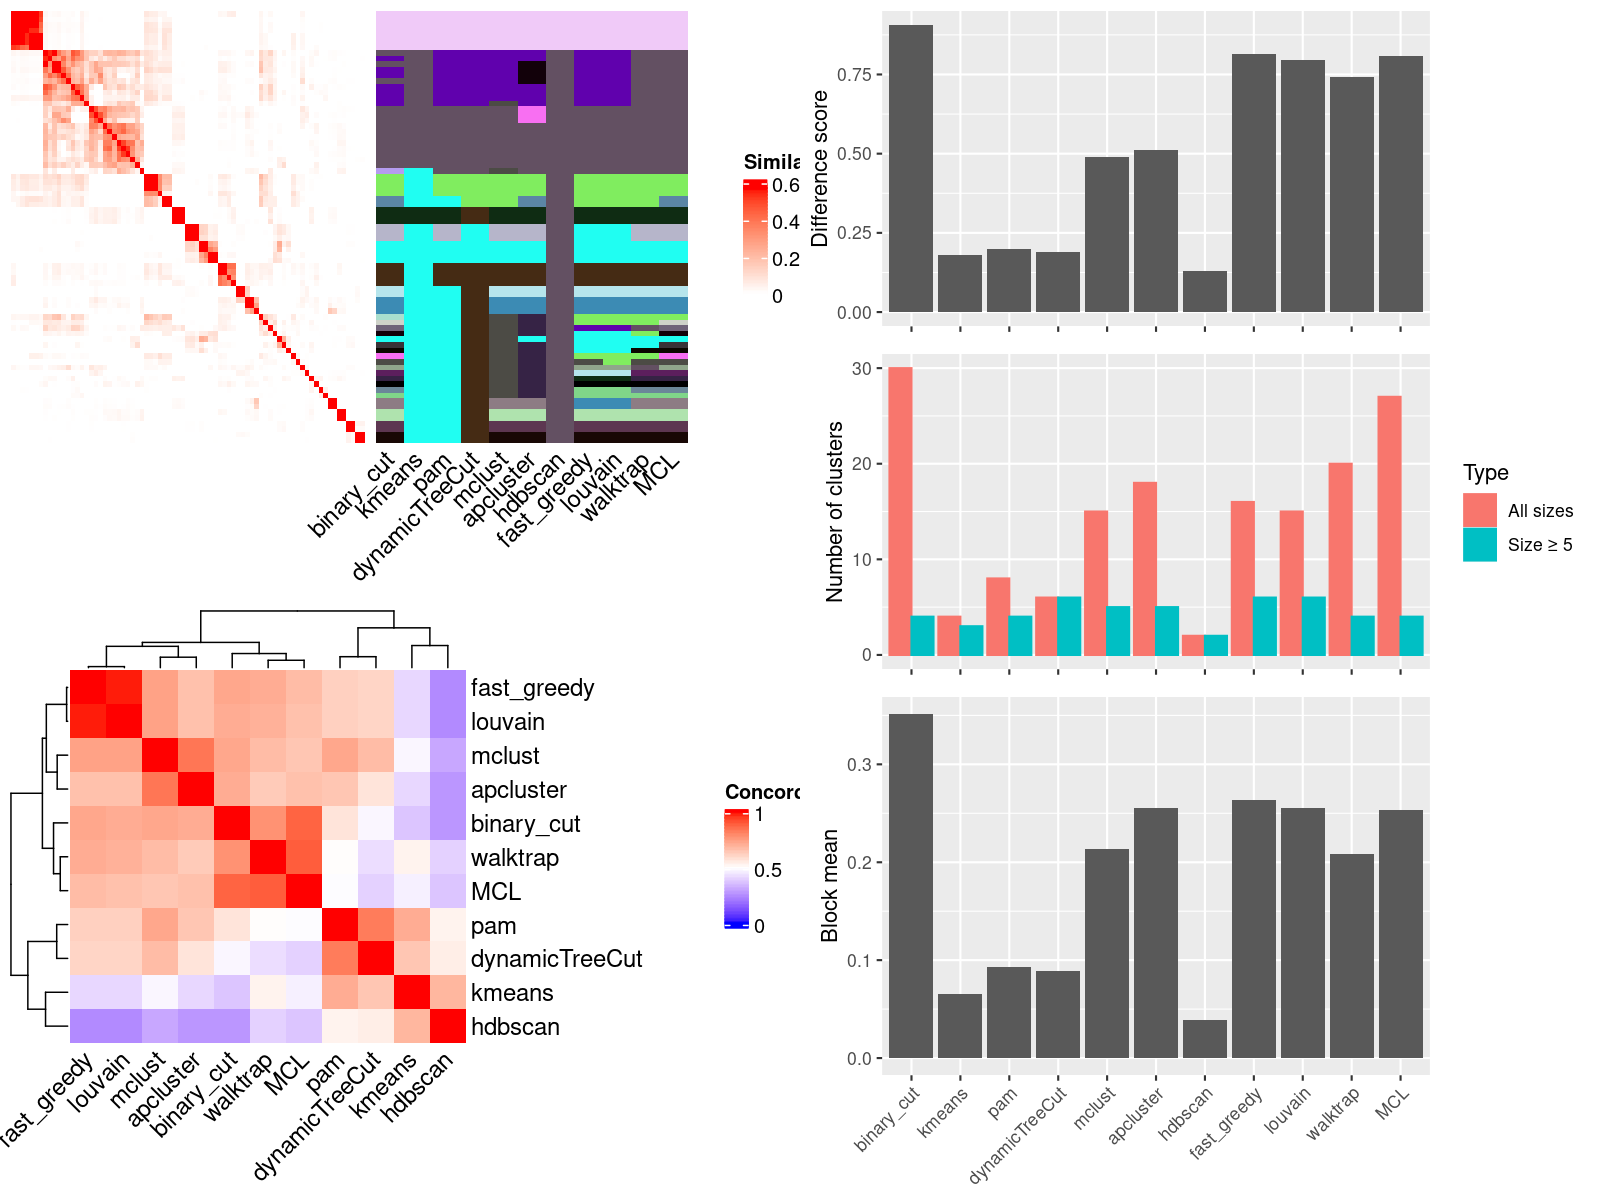 Simila
0.6
0.4
0.2
0
binary_cut
kmeans
pam
dynamicTreeCut
mclust
apcluster
hdbscan
fast_greedy
louvain
walktrap
MCL
fast_greedy
louvain
mclust
apcluster
binary_cut
walktrap
MCL
pam
dynamicTreeCut
kmeans
hdbscan
Concord
1
0.5
0
fast_greedy
louvain
mclust
apcluster
binary_cut
walktrap
MCL
pam
dynamicTreeCut
kmeans
hdbscan
Difference score
0.75
0.50
0.25
0.00
Number of clusters
30
20
10
0
Type
All sizes
Size ≥ 5
Block mean
0.3
0.2
0.1
0.0
binary_cut
kmeans
pam
dynamicTreeCut
mclust
apcluster
hdbscan
fast_greedy
louvain
walktrap
MCL